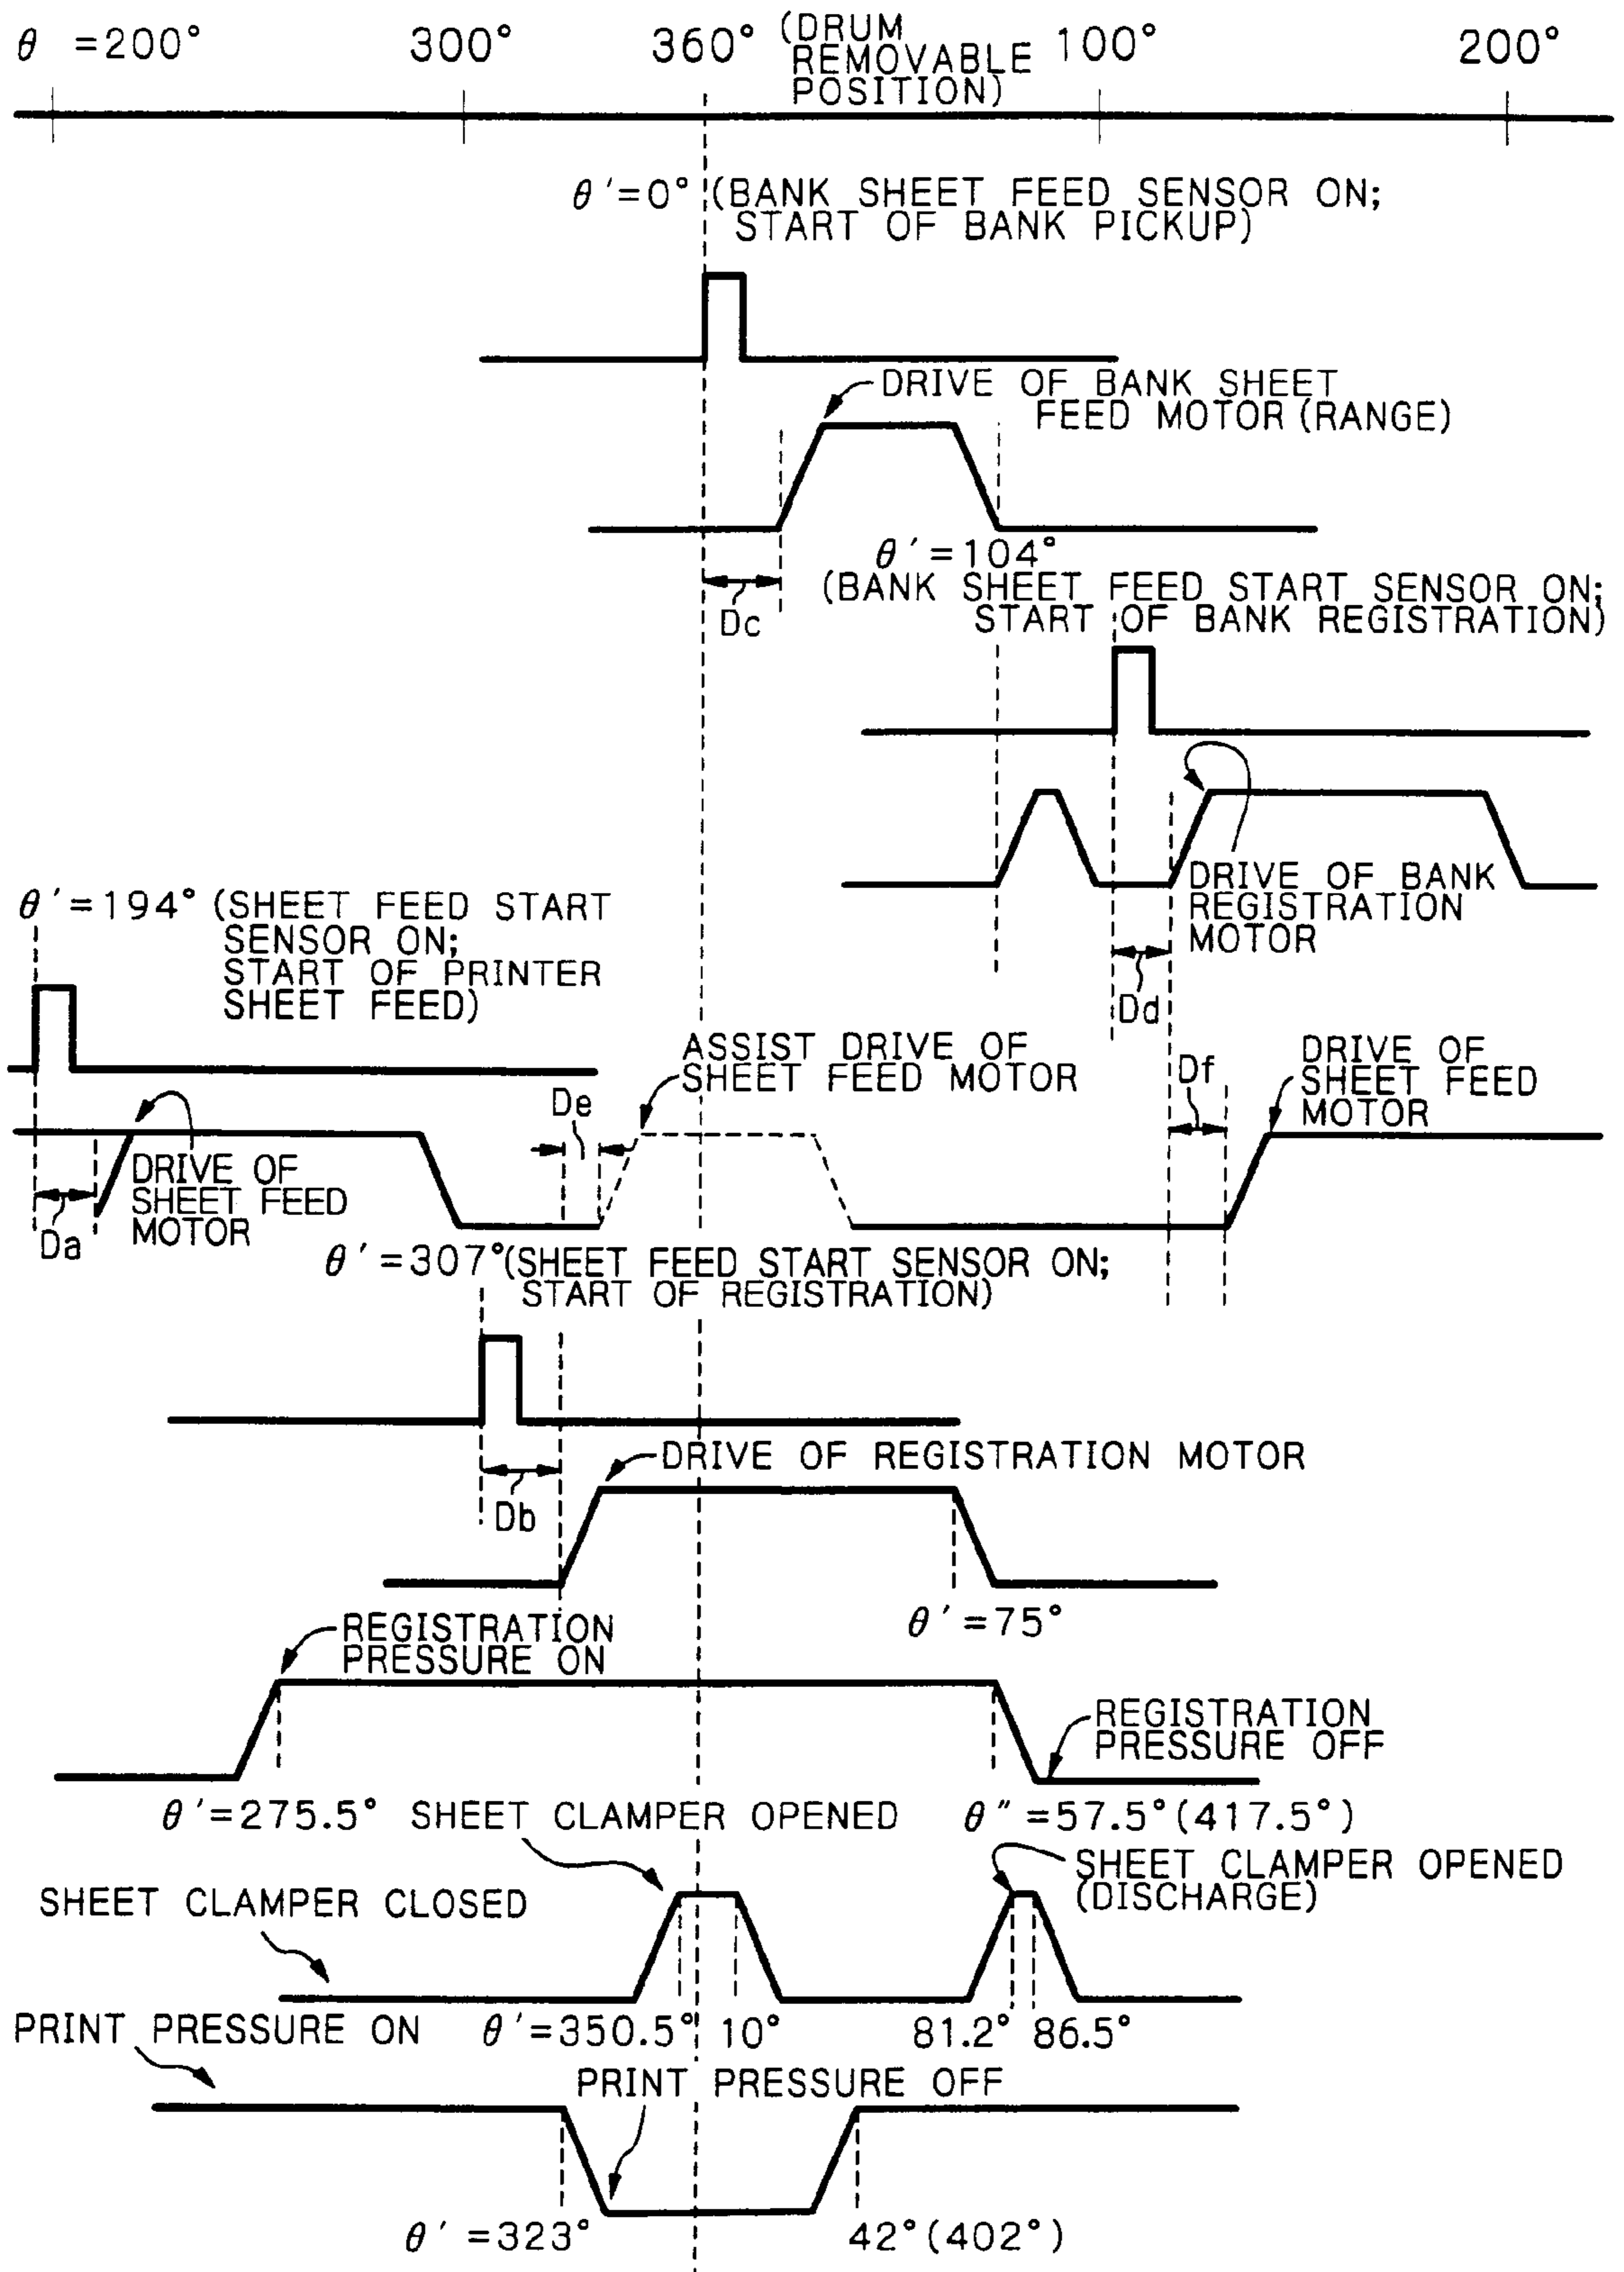 θ =200° 300° 360° (DRUM REMOVABLE POSITION) 100° 200°
θ'=0° (BANK SHEET FEED SENSOR ON;
START OF BANK PICKUP)
DRIVE OF BANK SHEET
FEED MOTOR (RANGE)
Dc
θ'=104°
(BANK SHEET FEED START SENSOR ON;
START OF BANK REGISTRATION)
DRIVE OF BANK
REGISTRATION
MOTOR
Dd
θ'=194° (SHEET FEED START
SENSOR ON;
START OF PRINTER
SHEET FEED)
ASSIST DRIVE OF
SHEET FEED MOTOR
De
Df
DRIVE OF
SHEET FEED
MOTOR
DRIVE OF
SHEET FEED
MOTOR
Da
θ'=307° (SHEET FEED START SENSOR ON;
START OF REGISTRATION)
DRIVE OF REGISTRATION MOTOR
Db
θ'=75°
REGISTRATION
PRESSURE ON
REGISTRATION
PRESSURE OFF
θ'=275.5°
SHEET CLAMPER OPENED
θ"=57.5°(417.5°)
SHEET CLAMPER OPENED
(DISCHARGE)
SHEET CLAMPER CLOSED
θ'=350.5° 10° 81.2° 86.5°
PRINT PRESSURE ON
PRINT PRESSURE OFF
θ'=323° 42°(402°)